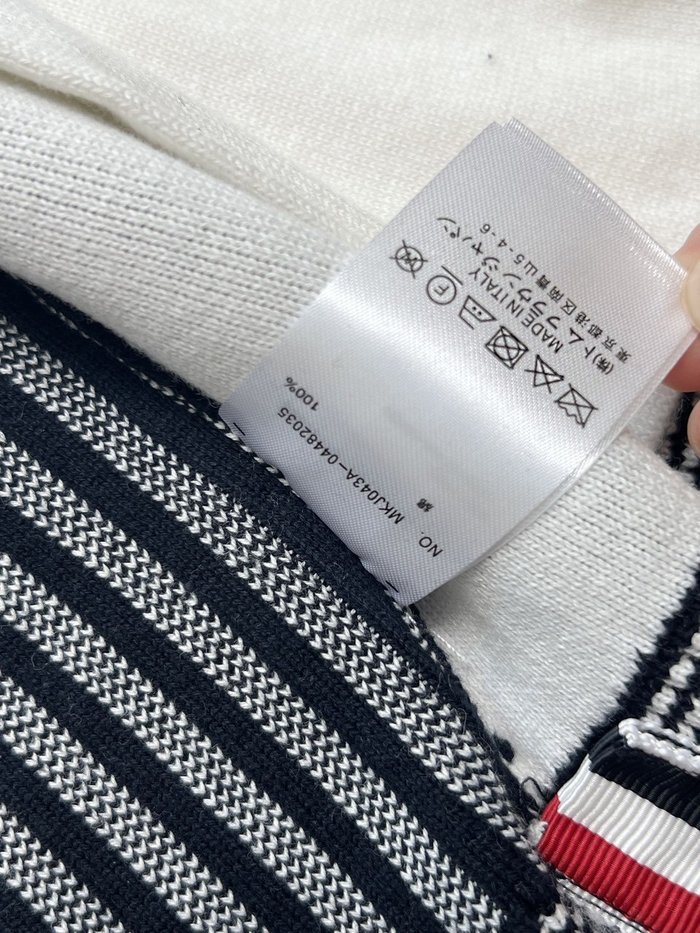 NO. MKJ043A-04482035
綿 100%
F
MADE IN ITALY
(株)トム ブラウン ジャパン
東京都港区南青山5-4-6